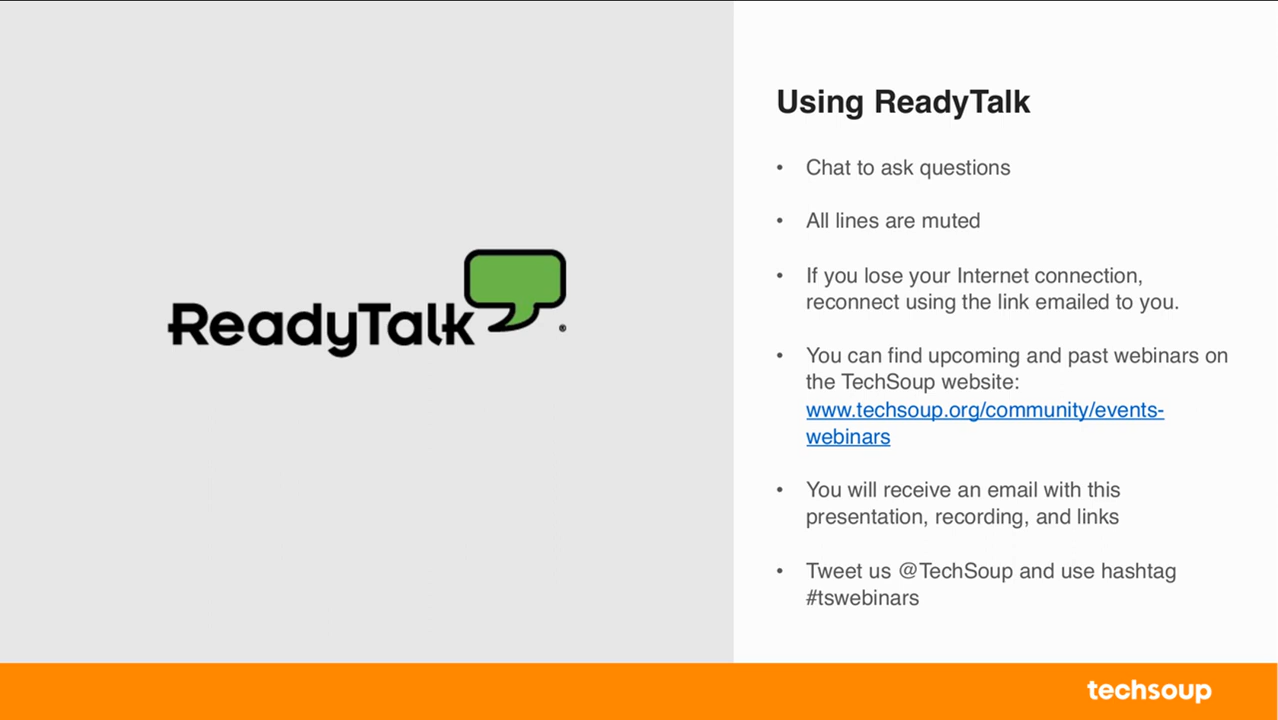 ReadyTalk
®
Using ReadyTalk
• Chat to ask questions
• All lines are muted
• If you lose your Internet connection,
reconnect using the link emailed to you.
• You can find upcoming and past webinars on
the TechSoup website:
www.techsoup.org/community/events-
webinars
• You will receive an email with this
presentation, recording, and links
• Tweet us @TechSoup and use hashtag
#tswebinars
techsoup